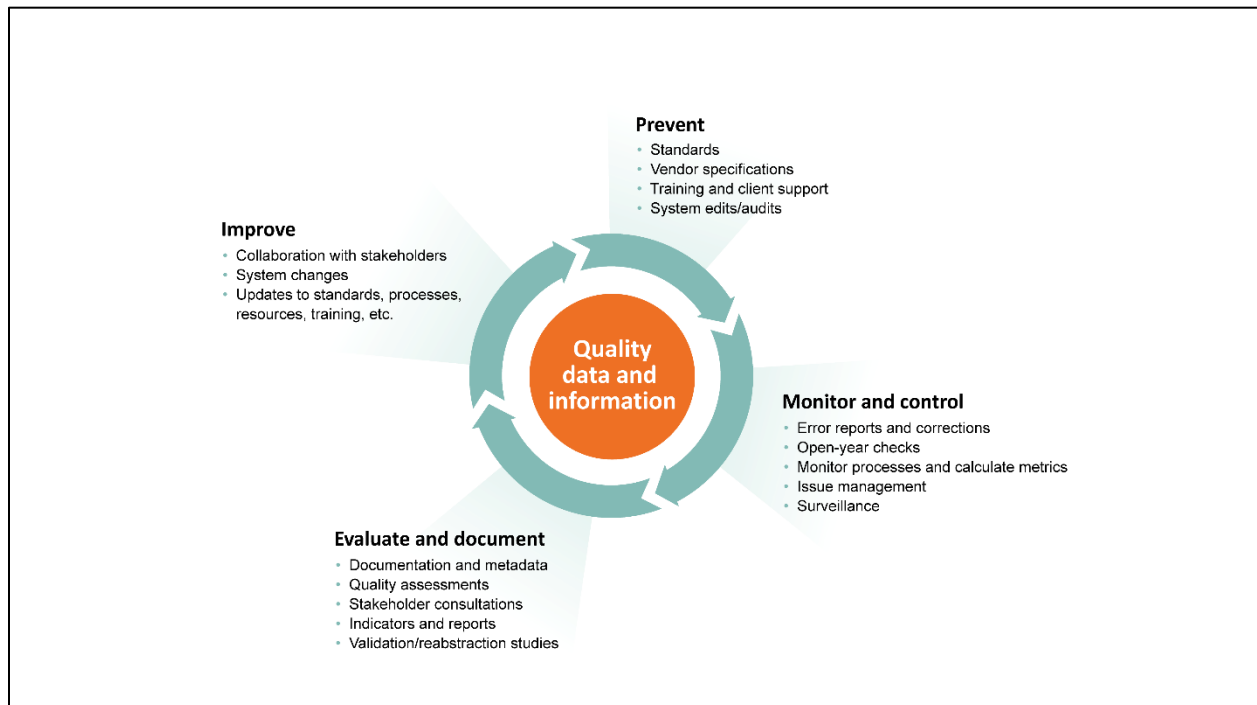 Prevent
• Standards
• Vendor specifications
• Training and client support
• System edits/audits
Improve
• Collaboration with stakeholders
• System changes
• Updates to standards, processes,
resources, training, etc.
Quality
data and
information
Monitor and control
• Error reports and corrections
• Open-year checks
• Monitor processes and calculate metrics
• Issue management
• Surveillance
Evaluate and document
• Documentation and metadata
• Quality assessments
• Stakeholder consultations
• Indicators and reports
• Validation/reabstraction studies